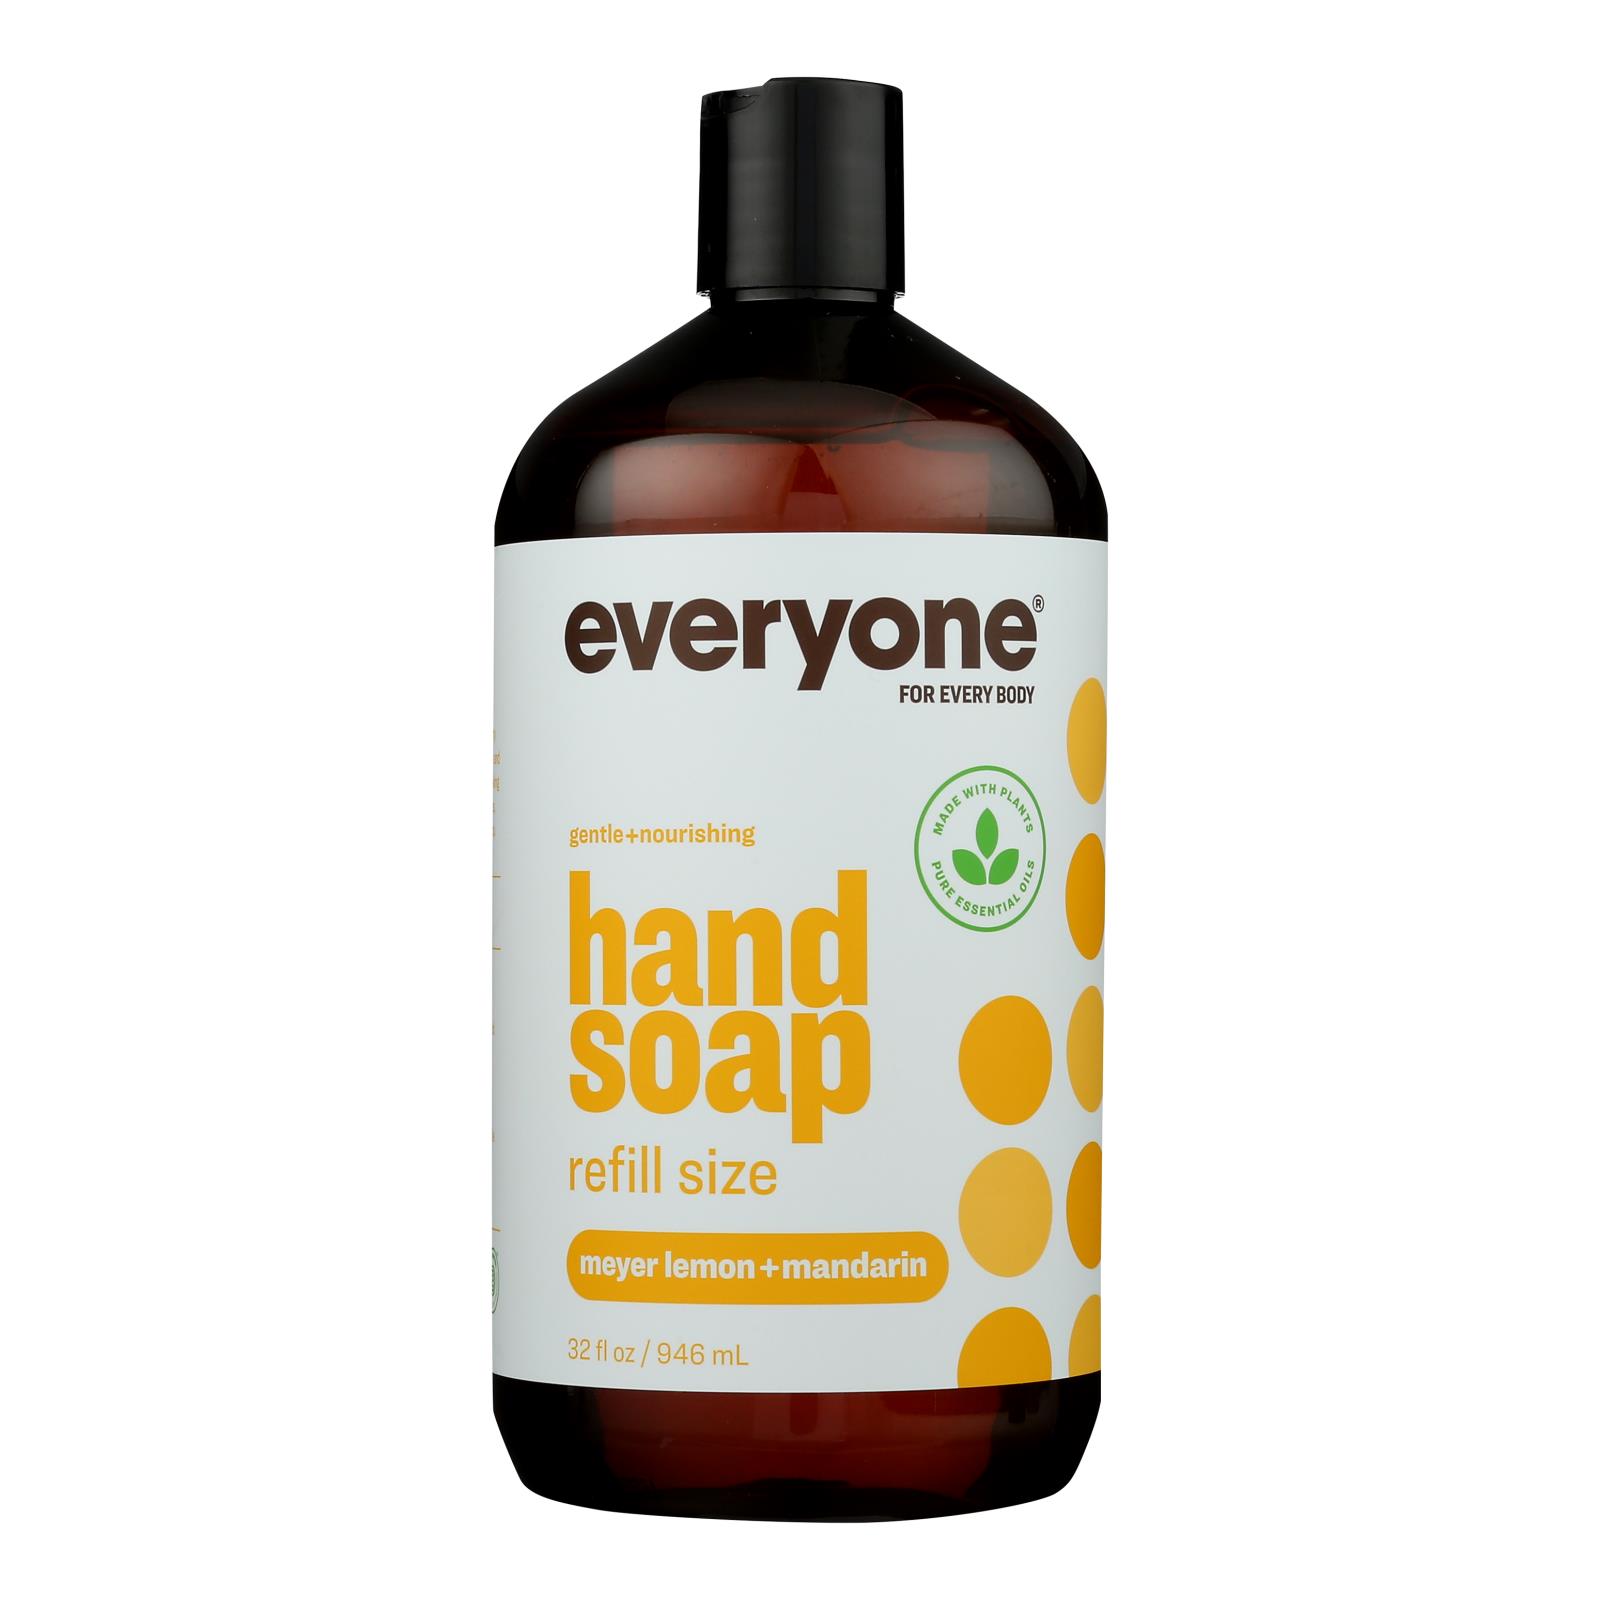 everyone®
FOR EVERY BODY
MADE WITH PLANTS
PURE ESSENTIAL OILS
gentle+nourishing
hand
soap
refill size
meyer lemon+mandarin
32 fl oz / 946 mL